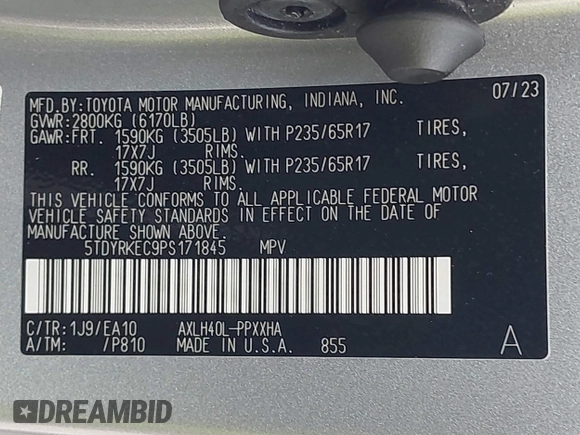 MFD.BY:TOYOTA MOTOR MANUFACTURING, INDIANA, INC. 07/23
GVWR:2800KG (6170LB)
GAWR:FRT. 1590KG (3505LB) WITH P235/65R17 TIRES,
17X7J RIMS.
RR. 1590KG (3505LB) WITH P235/65R17 TIRES,
17X7J RIMS.
THIS VEHICLE CONFORMS TO ALL APPLICABLE FEDERAL MOTOR
VEHICLE SAFETY STANDARDS IN EFFECT ON THE DATE OF
MANUFACTURE SHOWN ABOVE.
5TDYRKEC9PS171845 MPV
C/TR:1J9/EA10 AXLH40L-PPXXHA
A/TM: /P810 MADE IN U.S.A. 855 A
DREAMBID